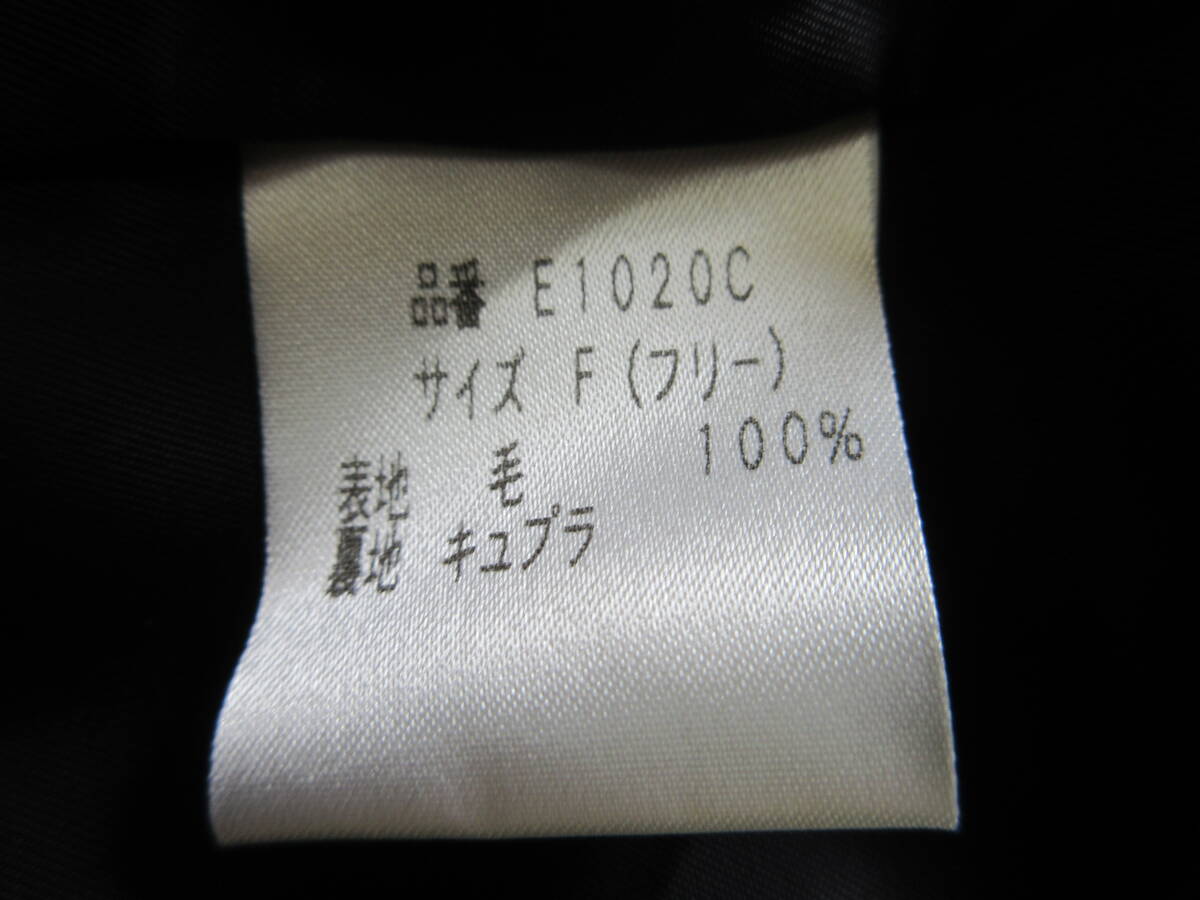 品番 E1020C
サイズ F (フリー)
表地 毛 100%
裏地 キュプラ